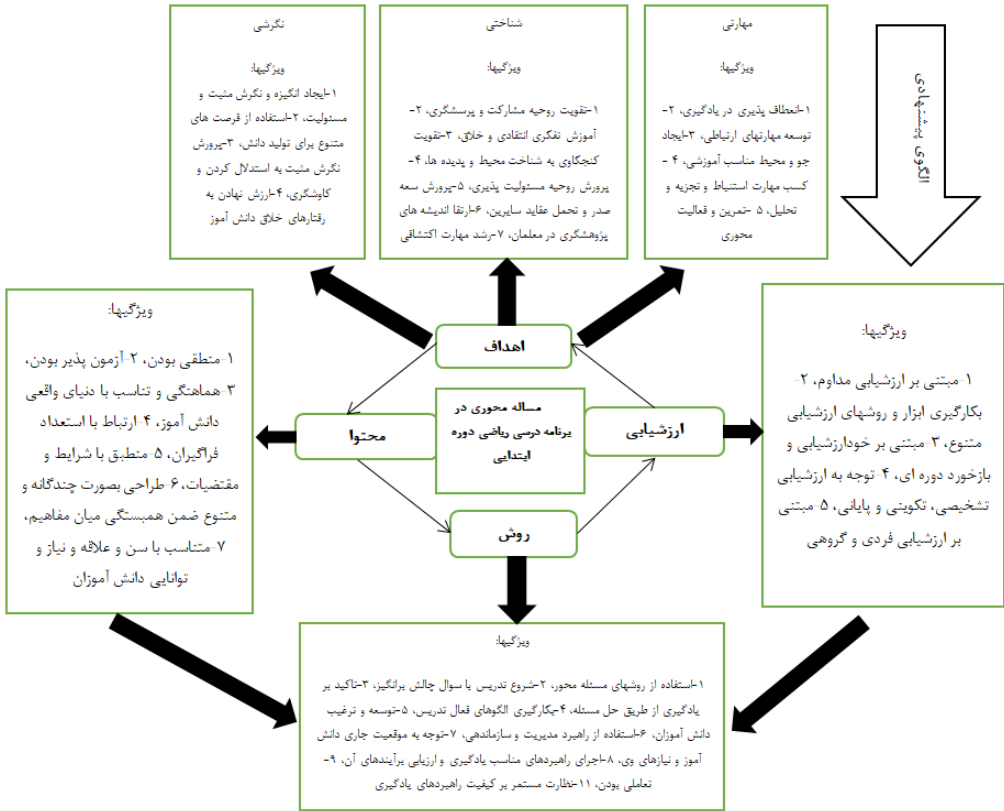 الگوی پیشنهادی
مهارتی
ویژگیها:
۱-انعطاف پذیری در یادگیری، ۲-
توسعه مهارتهای ارتباطی، ۳-ایجاد
جو و محیط مناسب آموزشی، ۴-
کسب مهارت استنباط و تجزیه و
تحلیل، ۵-تمرین و فعالیت
محوری
شناختی
ویژگیها:
۱-تقویت روحیه مشارکت و پرسشگری، ۲-
آموزش تفکری انتقادی و خلاق، ۳-تقویت
کنجکاوی به شناخت محیط و پدیده ها، ۴-
پرورش روحیه مسئولیت پذیری، ۵-پرورش سعه
صدر و تحمل عقاید سایرین، ۶-ارتقا اندیشه های
پژوهشگری در معلمان، ۷-رشد مهارت اکتشافی
نگرشی
ویژگیها:
۱-ایجاد انگیزه و نگرش مثبت و
مسئولیت، ۲-استفاده از فرصت های
متنوع برای تولید دانش، ۳-پرورش
نگرش مثبت به استدلال کردن و
کاوشگری، ۴-ارزش نهادن به
رفتارهای خلاق دانش آموز
اهداف
ارزشیابی
مساله محوری در
برنامه درسی ریاضی دوره
ابتدایی
محتوا
روش
ویژگیها:
۱-مبتنی بر ارزشیابی مداوم، ۲-
بکارگیری ابزار و روشهای ارزشیابی
متنوع، ۳-مبتنی بر خودارزشیابی و
بازخورد دوره ای، ۴-توجه به ارزشیابی
تشخیصی، تکوینی و پایانی، ۵-مبتنی
بر ارزشیابی فردی و گروهی
ویژگیها:
۱-منطقی بودن، ۲-آزمون پذیر بودن،
۳-هماهنگی و تناسب با دنیای واقعی
دانش آموز، ۴-ارتباط با استعداد
فراگیران، ۵-منطبق با شرایط و
مقتضیات، ۶-طراحی بصورت چندگانه و
متنوع ضمن همبستگی میان مفاهیم،
۷-متناسب با سن و علاقه و نیاز و
توانایی دانش آموزان
ویژگیها:
۱-استفاده از روشهای مسئله محور، ۲-شروع تدریس با سوال چالش برانگیز، ۳-تاکید بر
یادگیری از طریق حل مسئله، ۴-بکارگیری الگوهای فعال تدریس، ۵-توسعه و ترغیب
دانش آموزان، ۶-استفاده از راهبرد مدیریت و سازماندهی، ۷-توجه به موقعیت جاری دانش
آموز و نیازهای وی، ۸-اجرای راهبردهای مناسب یادگیری و ارزیابی برآیندهای آن، ۹-
تعاملی بودن، ۱۱-نظارت مستمر بر کیفیت راهبردهای یادگیری